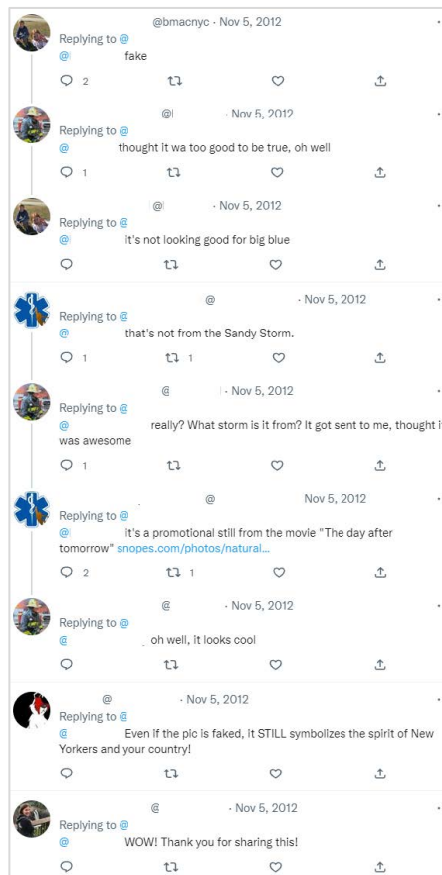 @bmacnyc · Nov 5, 2012
Replying to @
@ fake
2
@ · Nov 5, 2012
Replying to @
@ thought it wa too good to be true, oh well
1
@ · Nov 5, 2012
Replying to @
@ it's not looking good for big blue
@ · Nov 5, 2012
Replying to @
@ that's not from the Sandy Storm.
1 1
@ · Nov 5, 2012
Replying to @
@ really? What storm is it from? It got sent to me, thought it
was awesome
1
@ Nov 5, 2012
Replying to @
@ it's a promotional still from the movie "The day after
tomorrow" snopes.com/photos/natural...
2 1
@ · Nov 5, 2012
Replying to @
@ oh well, it looks cool
@ · Nov 5, 2012
Replying to @
@ Even if the pic is faked, it STILL symbolizes the spirit of New
Yorkers and your country!
@ · Nov 5, 2012
Replying to @
@ WOW! Thank you for sharing this!